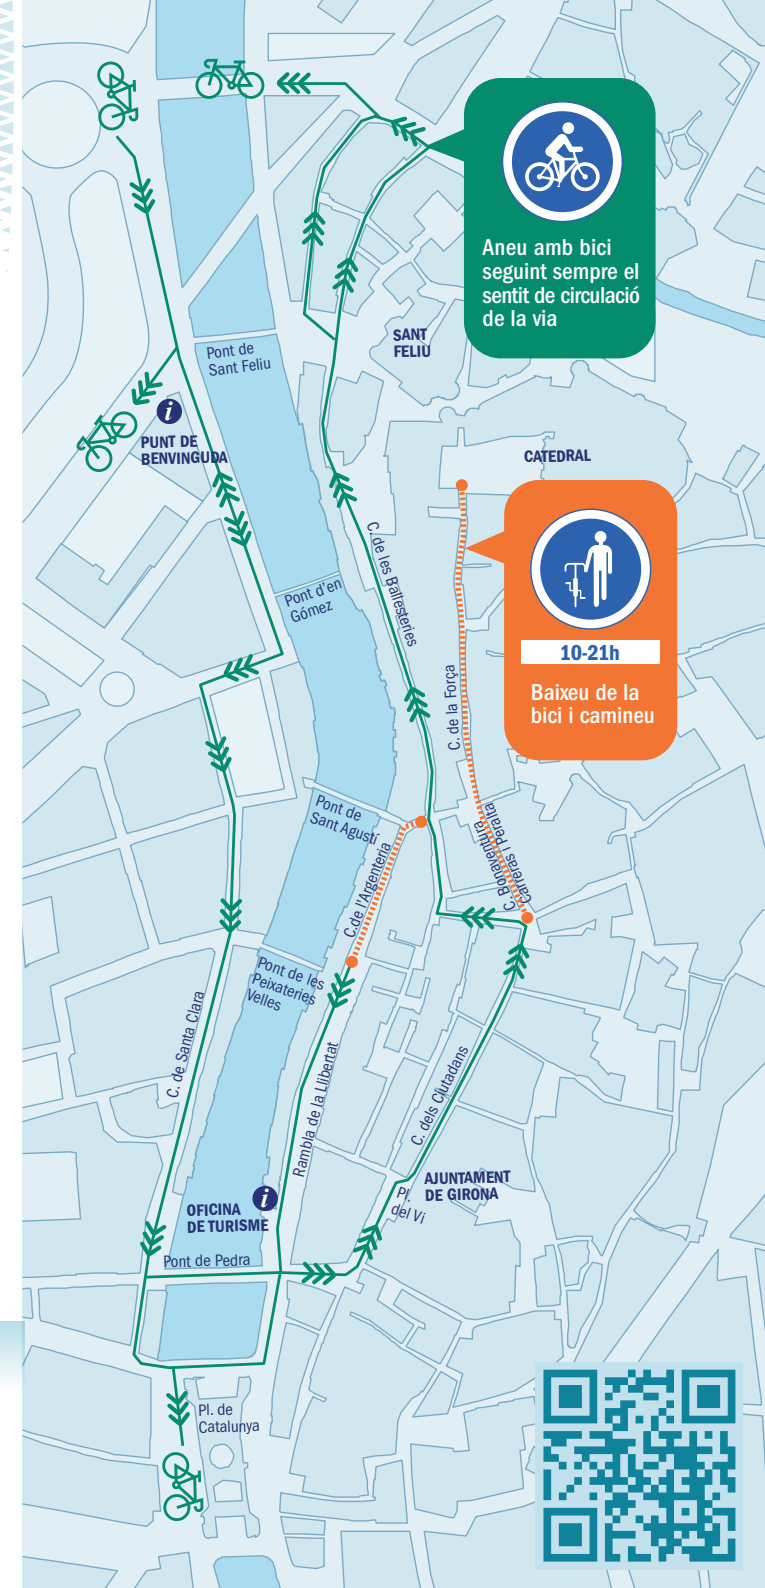 Aneu amb bici
seguint sempre el
sentit de circulació
de la via
SANT
FELIU
Pont de
Sant Feliu
i
PUNT DE
BENVINGUDA
CATEDRAL
10-21h
Baixeu de la
bici i camineu
C. de les Ballesteries
Pont d'en
Gómez
C. de la Força
Pont de
Sant Agustí
C. Bonaventura
Carreras i Peralta
C.de l'Argenteria
Pont de les
Peixateries
Velles
C. de Santa Clara
Rambla de la Llibertat
C. dels Ciutadans
AJUNTAMENT
DE GIRONA
Pl.
del Vi
i
OFICINA
DE TURISME
Pont de Pedra
Pl. de
Catalunya